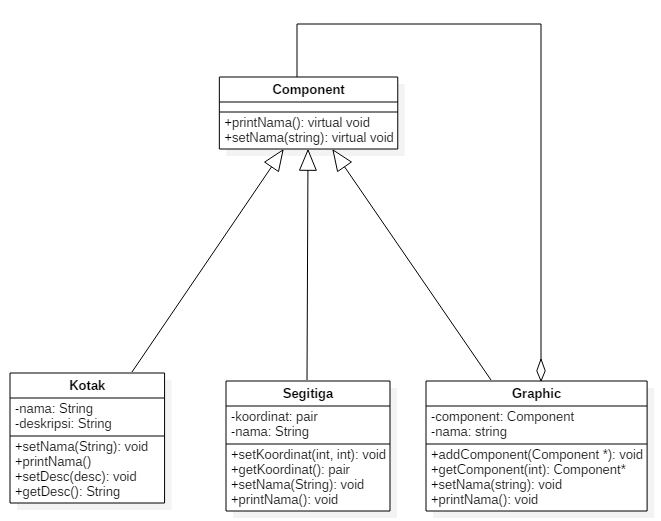 Component
+printNama(): virtual void
+setNama(string): virtual void
Kotak
-nama: String
-deskripsi: String
+setNama(String): void
+printNama()
+setDesc(desc): void
+getDesc(): String
Segitiga
-koordinat: pair
-nama: String
+setKoordinat(int, int): void
+getKoordinat(): pair
+setNama(String): void
+printNama(): void
Graphic
-component: Component
-nama: string
+addComponent(Component *): void
+getComponent(int): Component*
+setNama(string): void
+printNama(): void